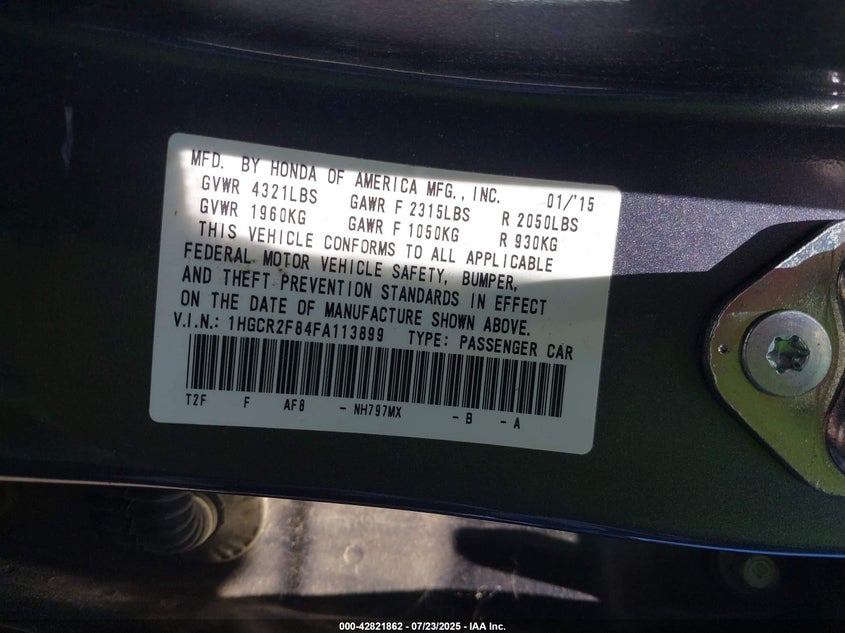 MFD. BY HONDA OF AMERICA MFG., INC. 01/'15
GVWR 4321LBS GAWR F 2315LBS R 2050LBS
GVWR 1960KG GAWR F 1050KG R 930KG
THIS VEHICLE CONFORMS TO ALL APPLICABLE
FEDERAL MOTOR VEHICLE SAFETY, BUMPER,
AND THEFT PREVENTION STANDARDS IN EFFECT
ON THE DATE OF MANUFACTURE SHOWN ABOVE.
V.I.N.: 1HGCR2F84FA113899 TYPE: PASSENGER CAR
T2F F AF8 - NH797MX - B - A
000-42821862 - 07/23/2025 - IAA Inc.